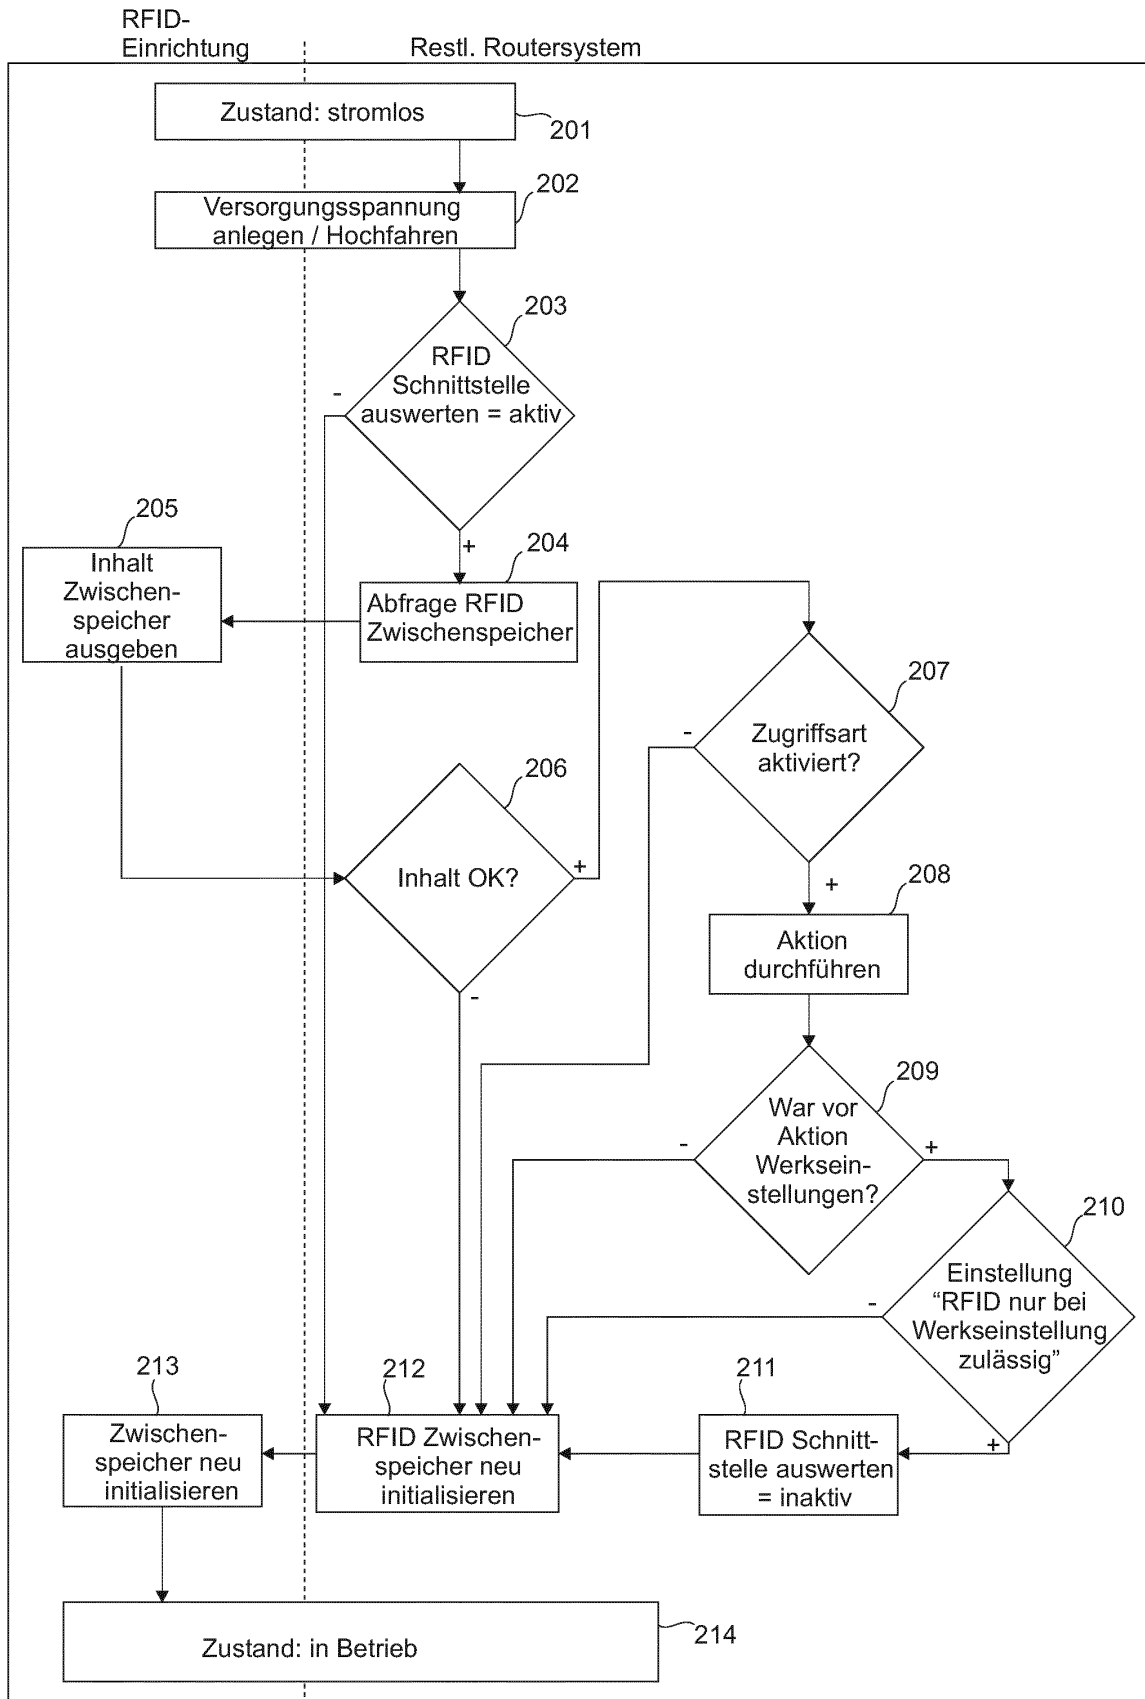 RFID-
Einrichtung
Restl. Routersystem
Zustand: stromlos
201
202
Versorgungsspannung
anlegen / Hochfahren
203
RFID
Schnittstelle
auswerten = aktiv
-
+
205
Inhalt
Zwischen-
speicher
ausgeben
204
Abfrage RFID
Zwischenspeicher
207
Zugriffsart
aktiviert?
-
+
206
Inhalt OK?
+
-
208
Aktion
durchführen
209
War vor
Aktion
Werksein-
stellungen?
-
+
210
Einstellung
“RFID nur bei
Werkseinstellung
zulässig”
-
+
211
RFID Schnitt-
stelle auswerten
= inaktiv
212
RFID Zwischen-
speicher neu
initialisieren
213
Zwischen-
speicher neu
initialisieren
Zustand: in Betrieb
214